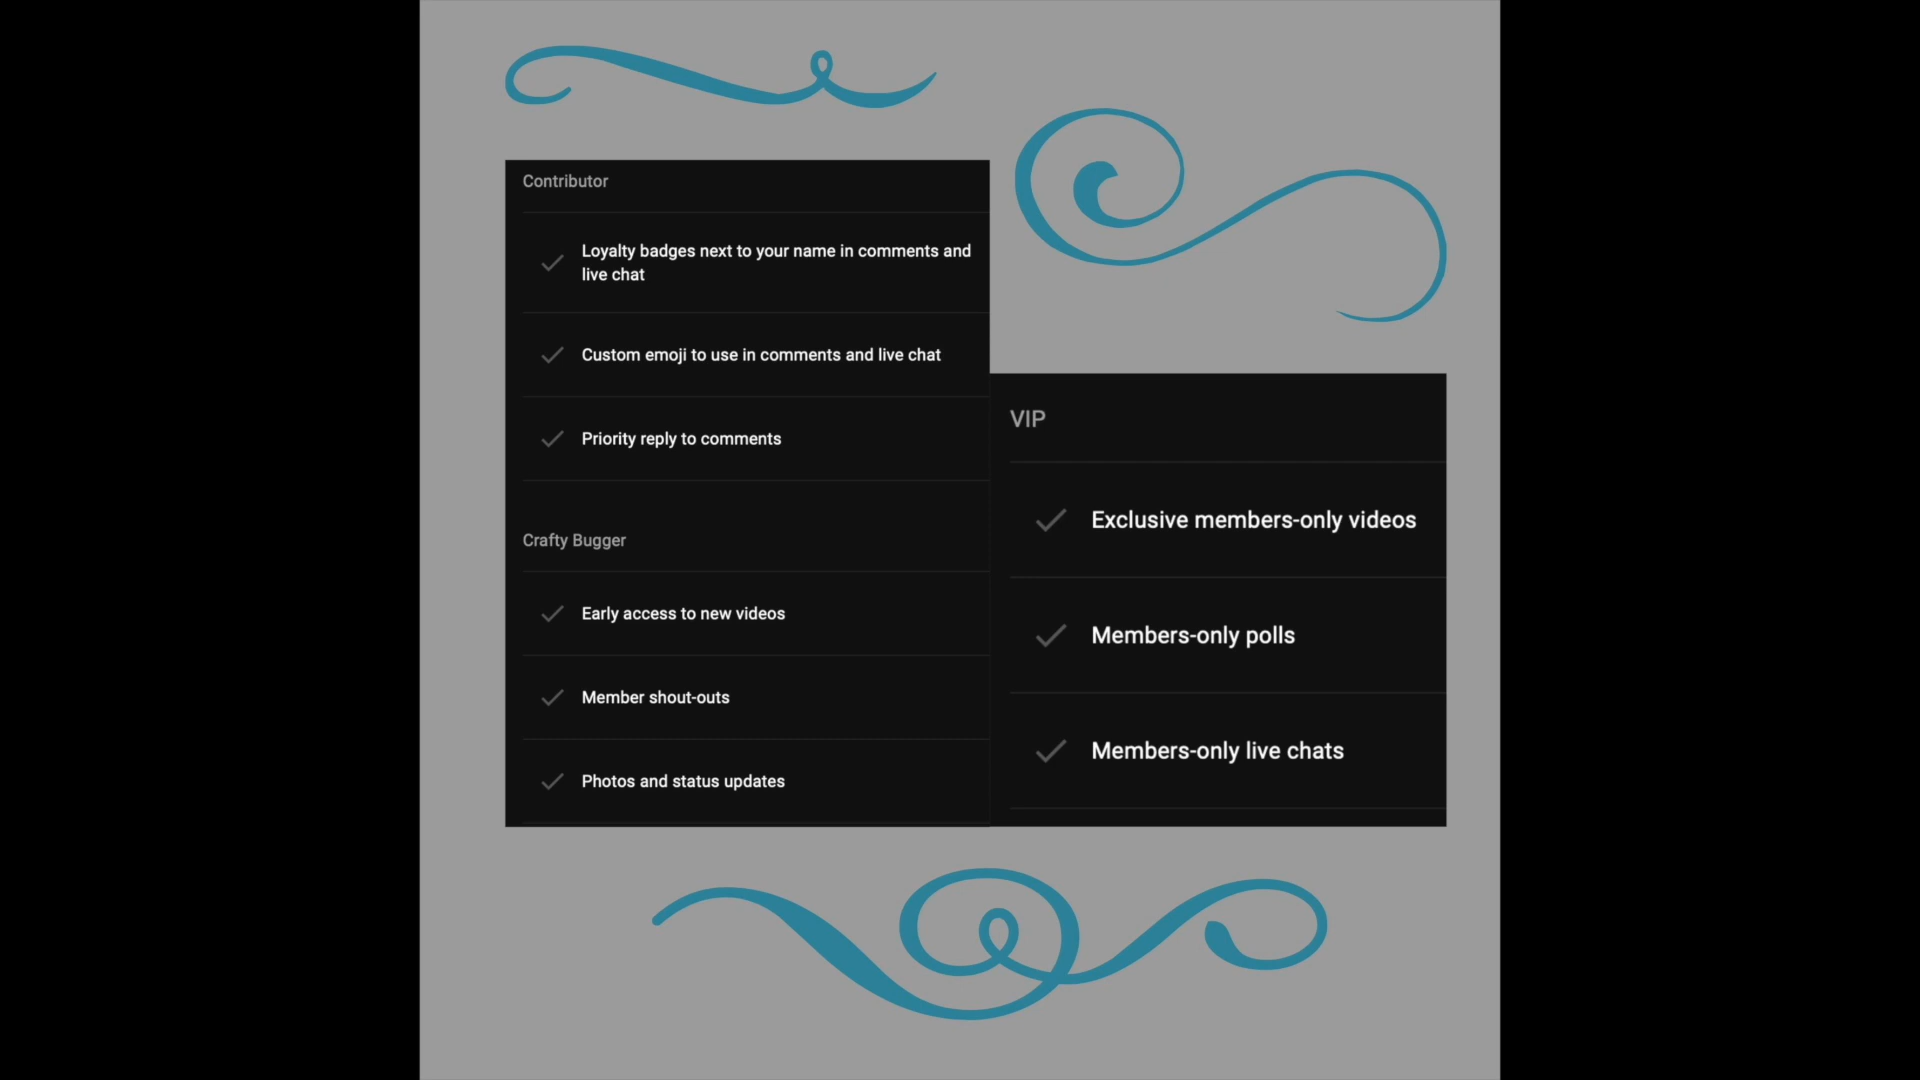 Contributor
Loyalty badges next to your name in comments and
live chat
Custom emoji to use in comments and live chat
Priority reply to comments
Crafty Bugger
Early access to new videos
Member shout-outs
Photos and status updates
VIP
Exclusive members-only videos
Members-only polls
Members-only live chats